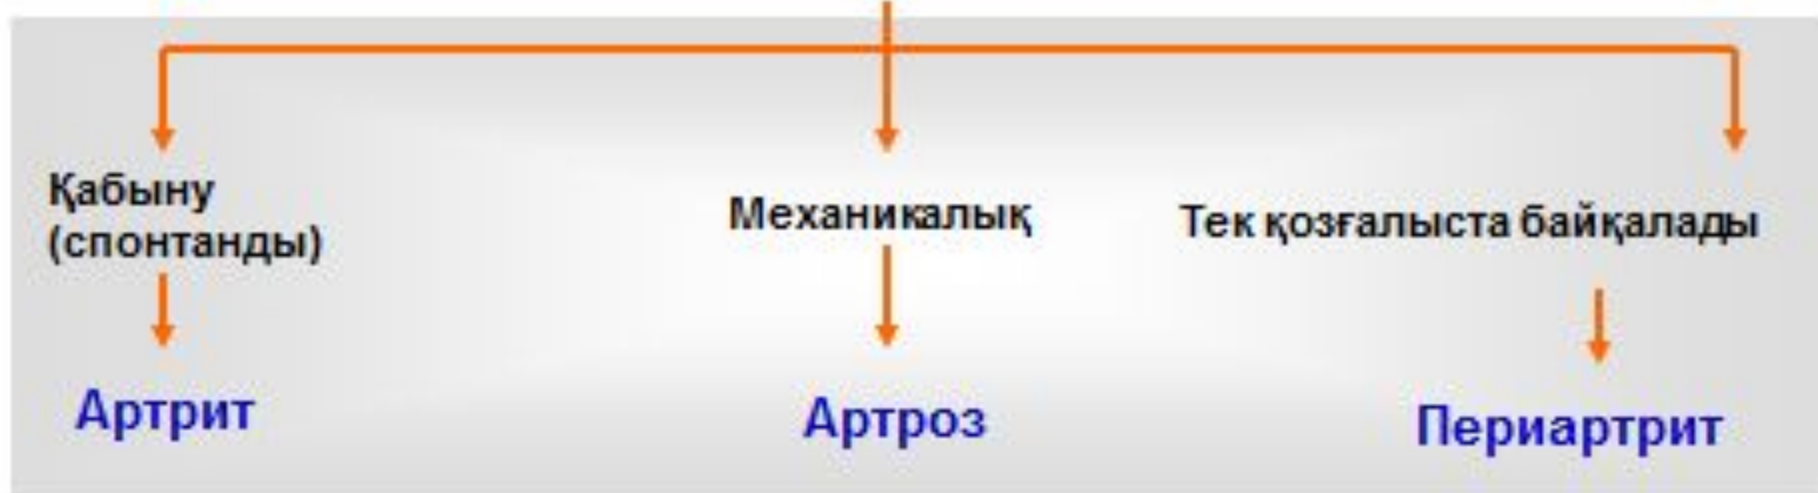 Қабыну
(спонтанды)
Механикалық
Тек қозғалыста байқалады
Артрит
Артроз
Периартрит